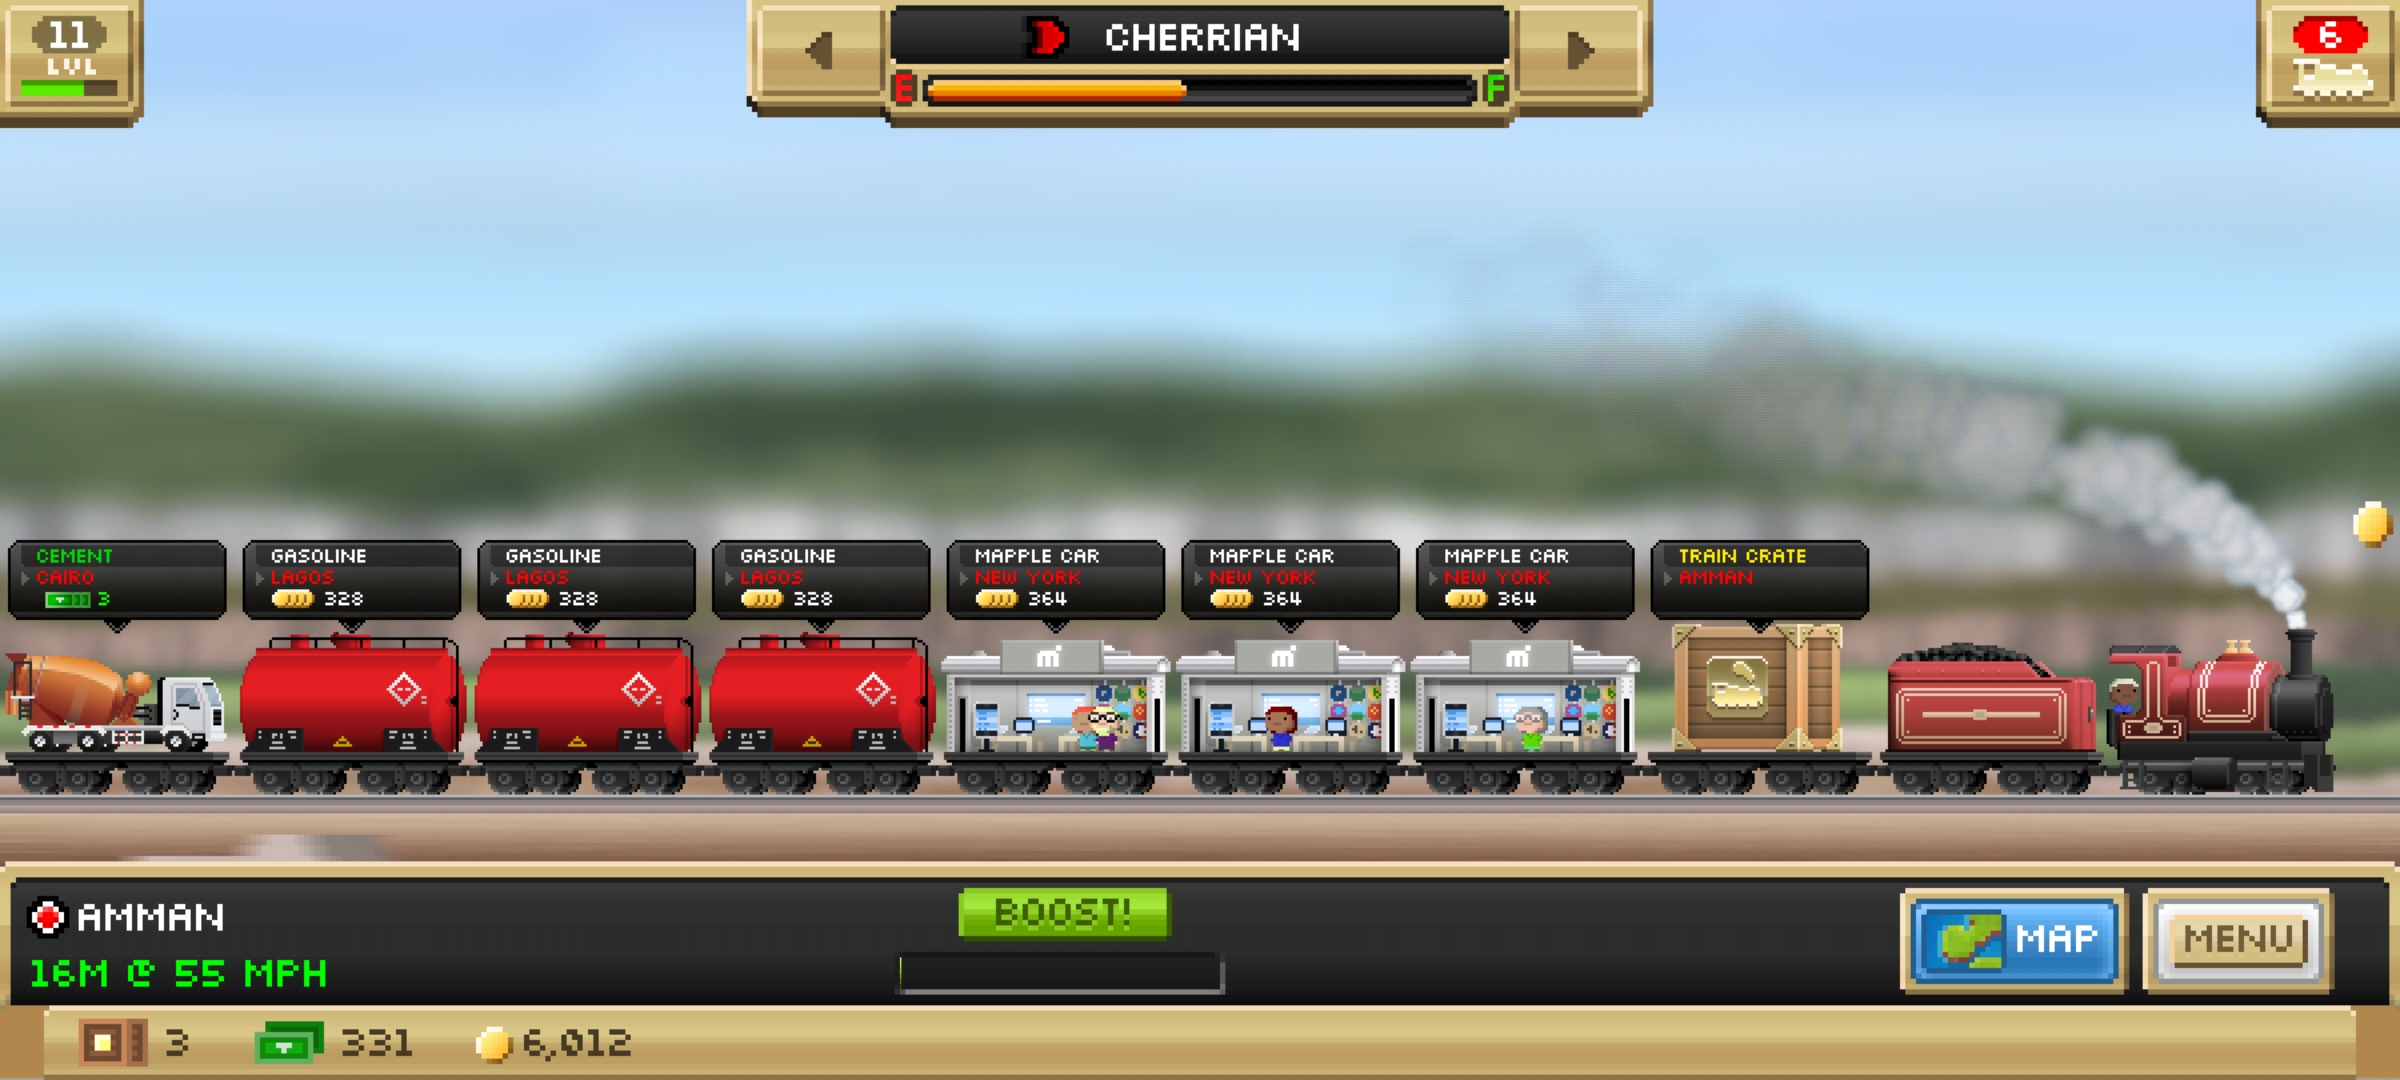 11
LVL
CHERRIAN
E F
6
CEMENT
CAIRO
3
GASOLINE
LAGOS
328
GASOLINE
LAGOS
328
GASOLINE
LAGOS
328
MAPPLE CAR
NEW YORK
364
MAPPLE CAR
NEW YORK
364
MAPPLE CAR
NEW YORK
364
TRAIN CRATE
AMMAN
m
m
m
AMMAN
16M @ 55 MPH
BOOST!
MAP
MENU
3
331
6,012